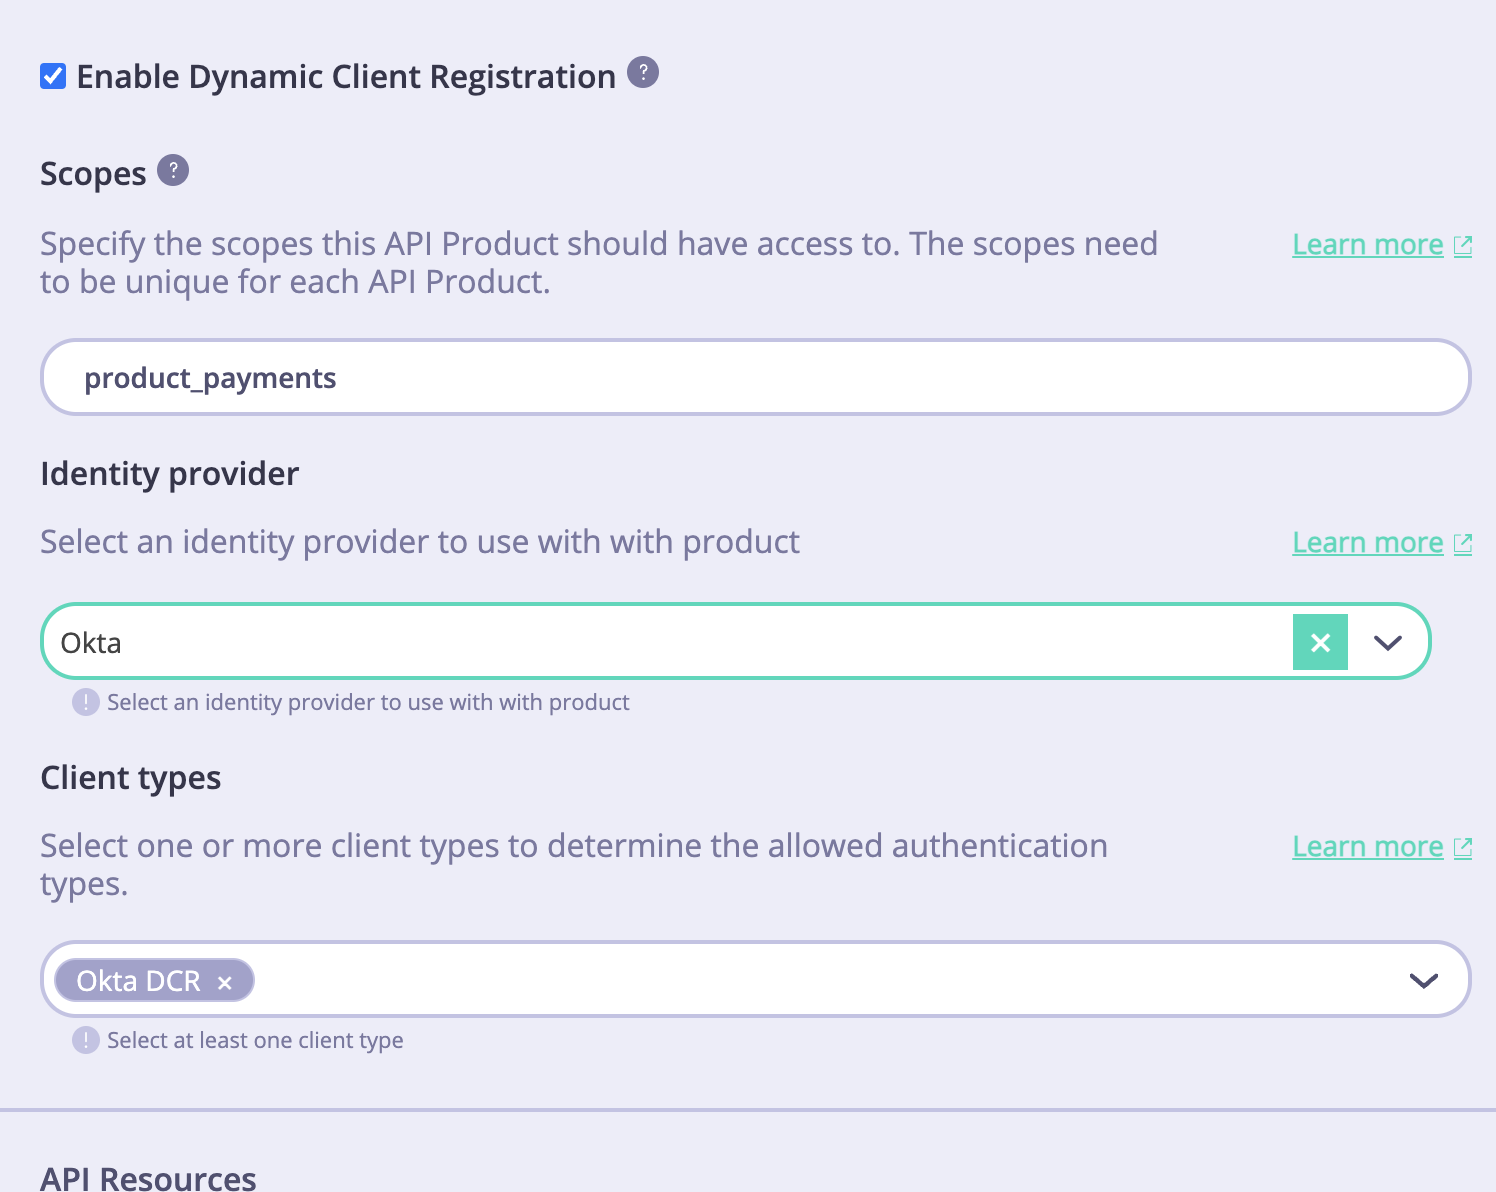 Enable Dynamic Client Registration ?
Scopes ?
Specify the scopes this API Product should have access to. The scopes need
to be unique for each API Product.
Learn more
product_payments
Identity provider
Select an identity provider to use with with product
Learn more
Okta
! Select an identity provider to use with with product
Client types
Select one or more client types to determine the allowed authentication
types.
Learn more
Okta DCR ×
! Select at least one client type
API Resources